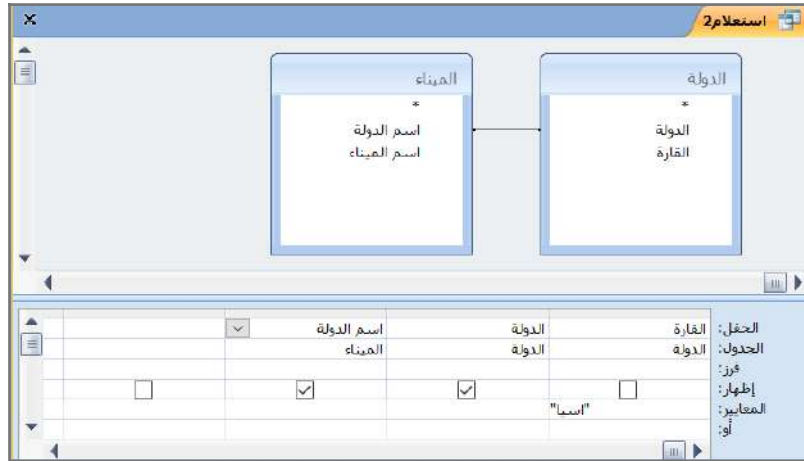 استعلام2
الدولة
*
الدولة
القارة
الميناء
*
اسم الدولة
اسم الميناء
الحقل: القارة الدولة اسم الدولة
الجدول: الدولة الدولة الميناء
فرز:
إظهار:
المعايير: "اسيا"
أو: